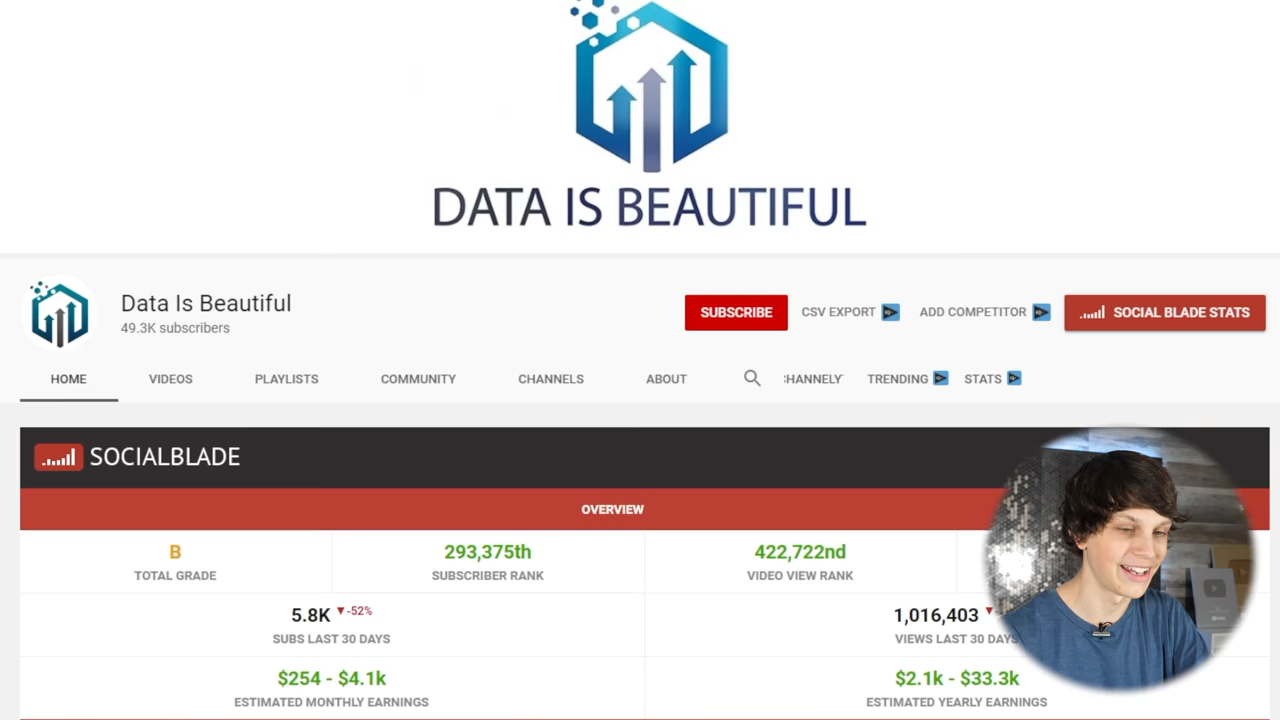 DATA IS BEAUTIFUL
Data Is Beautiful
49.3K subscribers
SUBSCRIBE
CSV EXPORT
ADD COMPETITOR
SOCIAL BLADE STATS
HOME
VIDEOS
PLAYLISTS
COMMUNITY
CHANNELS
ABOUT
TRENDING
STATS
SOCIALBLADE
OVERVIEW
B
TOTAL GRADE
293,375th
SUBSCRIBER RANK
422,722nd
VIDEO VIEW RANK
5.8K -52%
SUBS LAST 30 DAYS
1,016,403
VIEWS LAST 30 DAYS
$254 - $4.1k
ESTIMATED MONTHLY EARNINGS
$2.1k - $33.3k
ESTIMATED YEARLY EARNINGS